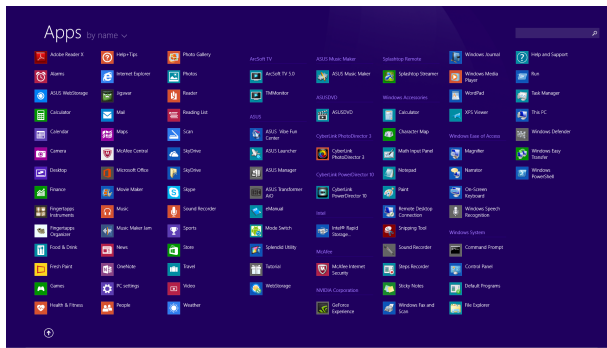 Apps by name
Adobe Reader X
Alarms
ASUS WebStorage
Calculator
Calendar
Camera
Desktop
Finance
Fingertapps
Instruments
Fingertapps
Organizer
Food & Drink
Fresh Paint
Games
Health & Fitness
Help+Tips
Internet Explorer
Jigsaw
Mail
Maps
McAfee Central
Microsoft Office
Movie Maker
Music
Music Maker Jam
News
OneNote
PC settings
People
Photo Gallery
Photos
Reader
Reading List
Scan
SkyDrive
SkyDrive
Skype
Sound Recorder
Sports
Store
Travel
Video
Weather
ArcSoft TV
ArcSoft TV 5.0
TMMonitor
ASUS
ASUS Vibe Fun
Center
ASUS Launcher
ASUS Manager
ASUS Transformer
AiO
eManual
Mode Switch
Splendid Utility
Tutorial
WebStorage
ASUS Music Maker
ASUS Music Maker
ASUSDVD
ASUSDVD
CyberLink PhotoDirector 3
CyberLink
PhotoDirector 3
CyberLink PowerDirector 10
CyberLink
PowerDirector 10
Intel
Intel® Rapid
Storage...
McAfee
McAfee Internet
Security
NVIDIA Corporation
GeForce
Experience
Splashtop Remote
Splashtop Streamer
Windows Accessories
Calculator
Character Map
Math Input Panel
Notepad
Paint
Remote Desktop
Connection
Snipping Tool
Sound Recorder
Steps Recorder
Sticky Notes
Windows Fax and
Scan
Windows Journal
Windows Media
Player
WordPad
XPS Viewer
Windows Ease of Access
Magnifier
Narrator
On-Screen
Keyboard
Windows Speech
Recognition
Windows System
Command Prompt
Control Panel
Default Programs
File Explorer
Help and Support
Run
Task Manager
This PC
Windows Defender
Windows Easy
Transfer
Windows
PowerShell